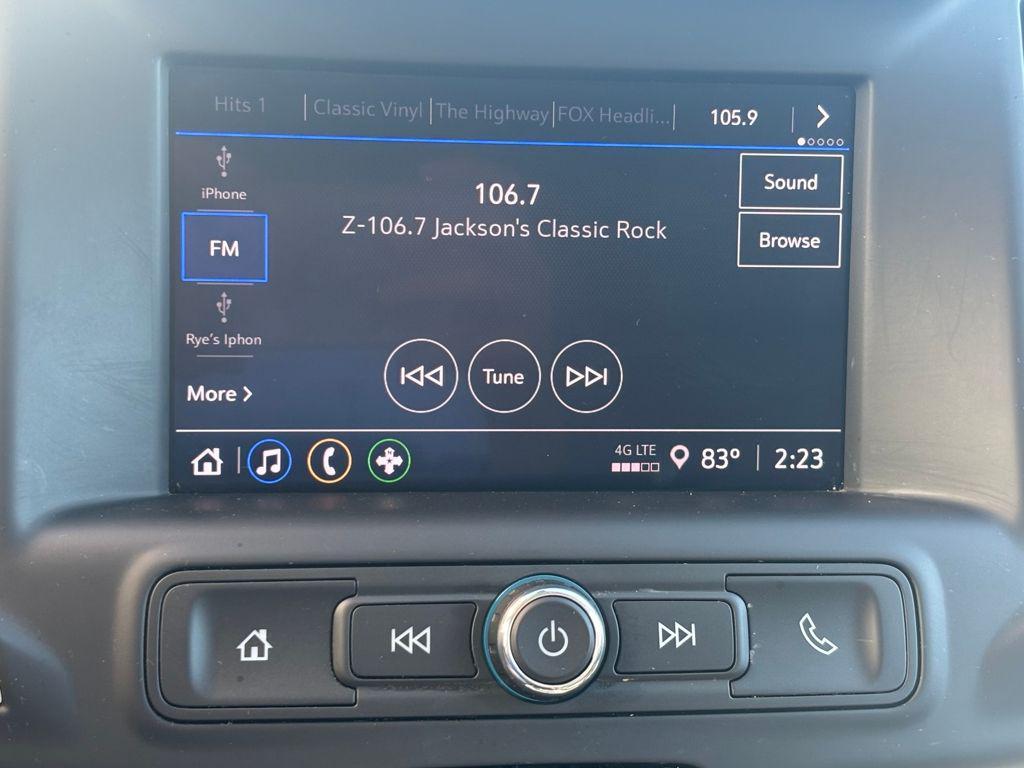 Hits 1 Classic Vinyl The Highway FOX Headli... 105.9
iPhone
Sound
106.7
Z-106.7 Jackson's Classic Rock
FM
Browse
Rye's Iphon
Tune
More
4G LTE
83° 2:23